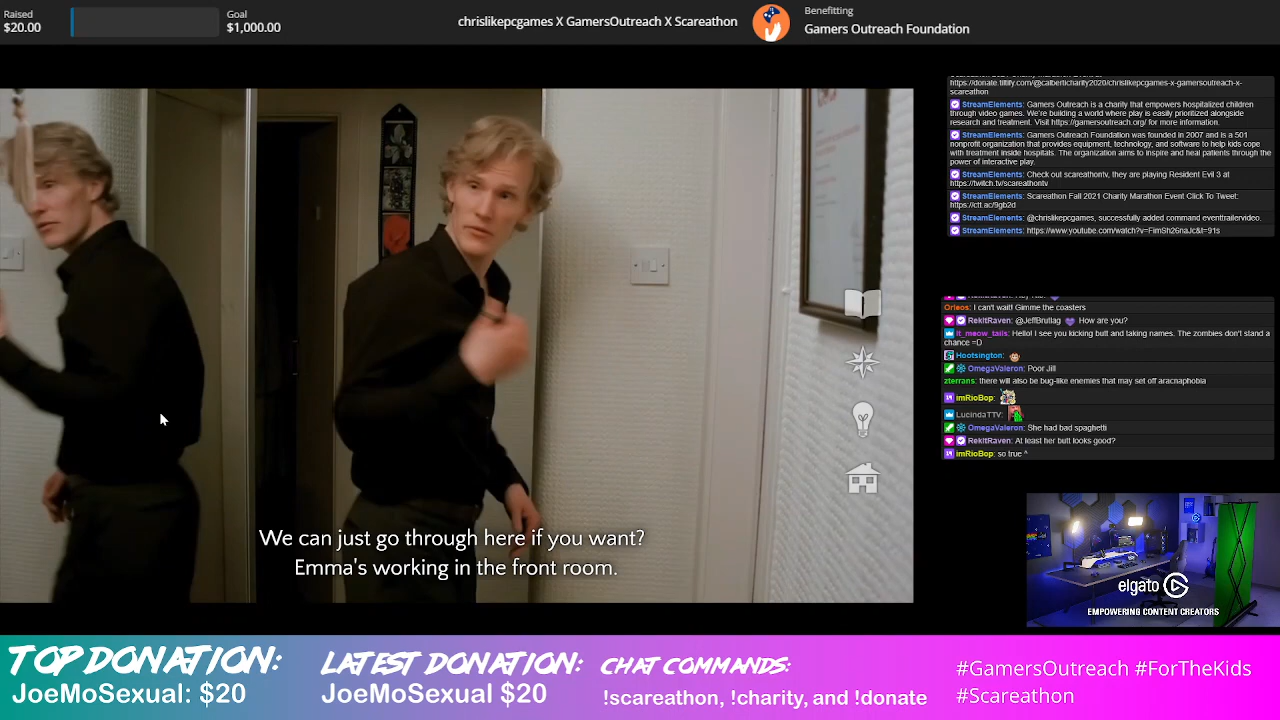 Raised
$20.00
Goal
$1,000.00
chrislikepcgames X GamersOutreach X Scareathon
Benefitting
Gamers Outreach Foundation
https://donate.tiltify.com/@calberticharity2020/chrislikepcgames-x-gamersoutreach-x-
scareathon
StreamElements: Gamers Outreach is a charity that empowers hospitalized children
through video games. We're building a world where play is easily prioritized alongside
research and treatment. Visit https://gamersoutreach.org/ for more information.
StreamElements: Gamers Outreach Foundation was founded in 2007 and is a 501
nonprofit organization that provides equipment, technology, and software to help kids cope
with treatment inside hospitals. The organization aims to inspire and heal patients through the
power of interactive play.
StreamElements: Check out scareathontv, they are playing Resident Evil 3 at
https://twitch.tv/scareathontv
StreamElements: Scareathon Fall 2021 Charity Marathon Event Click To Tweet:
https://ctt.ac/9gb2d
StreamElements: @chrislikepcgames, successfully added command eventtrailervideo.
StreamElements: https://www.youtube.com/watch?v=FimSh26naJc&t=91s
Orjeos: I can't wait! Gimme the coasters
RekItRaven: @JeffBrutlag How are you?
It_meow_tails: Hello! I see you kicking butt and taking names. The zombies don't stand a
chance =D
Hootsington:
OmegaValeron: Poor Jill
zterrans: there will also be bug-like enemies that may set off aracnaphobia
imRioBop:
LucindaTTV:
OmegaValeron: She had bad spaghetti
RekItRaven: At least her butt looks good?
imRioBop: so true ^
We can just go through here if you want?
Emma's working in the front room.
elgato
EMPOWERING CONTENT CREATORS
TOP DONATION:
JoeMoSexual: $20
LATEST DONATION:
JoeMoSexual $20
CHAT COMMANDS:
!scareathon, !charity, and !donate
#GamersOutreach #ForTheKids
#Scareathon